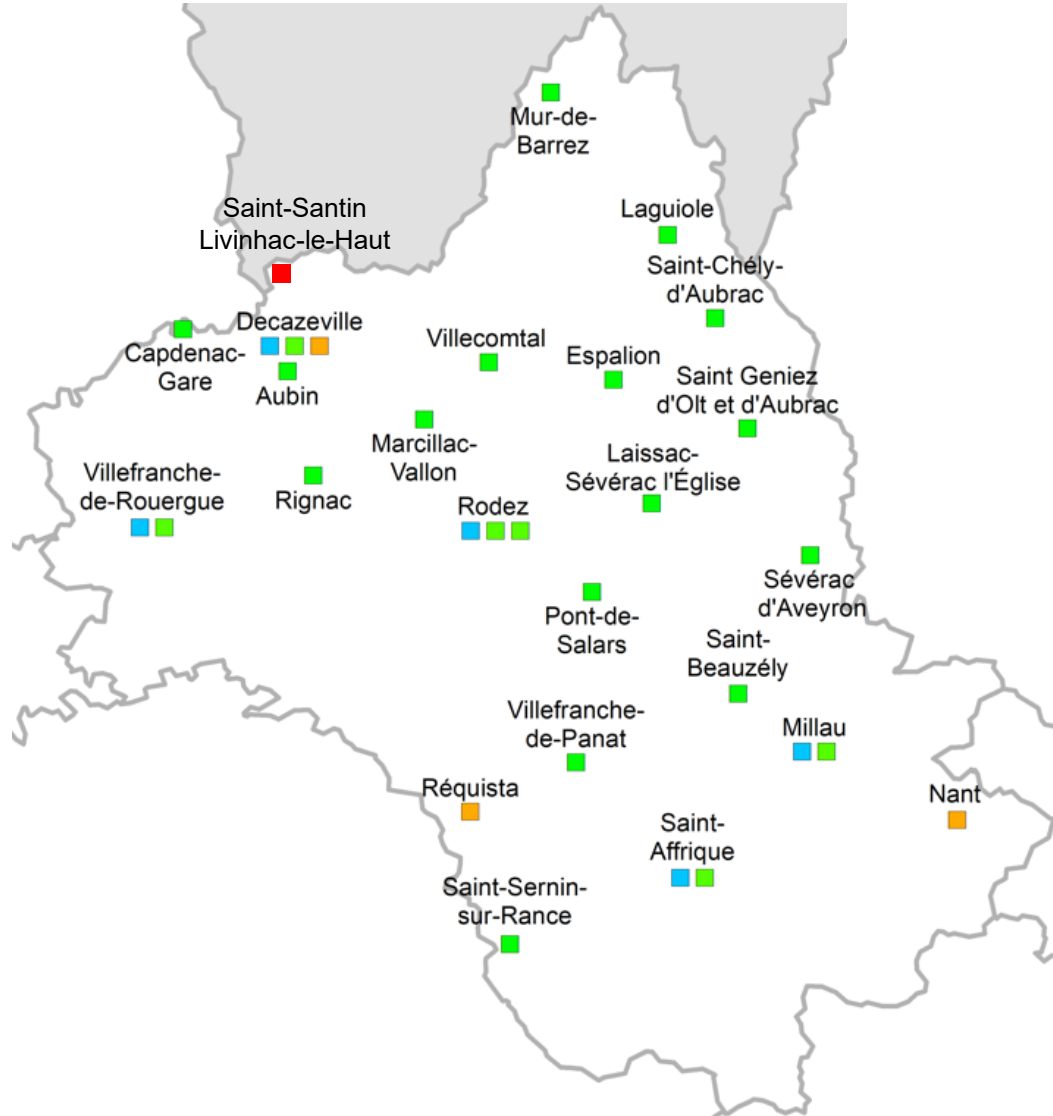 Mur-de-
Barrez
Laguiole
Saint-Santin
Livinhac-le-Haut
Saint-Chély-
d'Aubrac
Decazeville
Capdenac-
Gare
Aubin
Villecomtal
Espalion
Saint Geniez
d'Olt et d'Aubrac
Marcillac-
Vallon
Laissac-
Sévérac l'Église
Villefranche-
de-Rouergue
Rignac
Rodez
Sévérac
d'Aveyron
Pont-de-
Salars
Saint-
Beauzély
Villefranche-
de-Panat
Millau
Réquista
Nant
Saint-
Affrique
Saint-Sernin-
sur-Rance